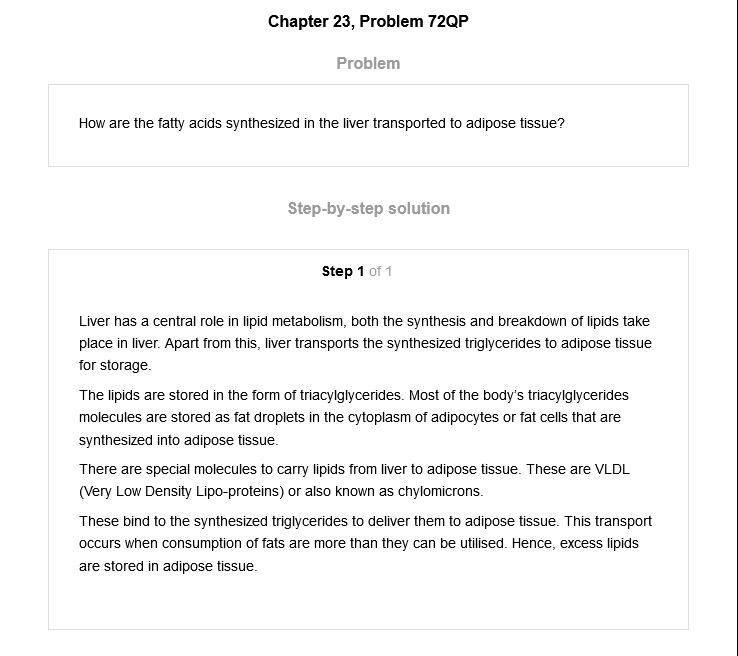 Chapter 23, Problem 72QP
Problem
How are the fatty acids synthesized in the liver transported to adipose tissue?
Step-by-step solution
Step 1 of 1
Liver has a central role in lipid metabolism, both the synthesis and breakdown of lipids take
place in liver. Apart from this, liver transports the synthesized triglycerides to adipose tissue
for storage.
The lipids are stored in the form of triacylglycerides. Most of the body's triacylglycerides
molecules are stored as fat droplets in the cytoplasm of adipocytes or fat cells that are
synthesized into adipose tissue.
There are special molecules to carry lipids from liver to adipose tissue. These are VLDL
(Very Low Density Lipo-proteins) or also known as chylomicrons.
These bind to the synthesized triglycerides to deliver them to adipose tissue. This transport
occurs when consumption of fats are more than they can be utilised. Hence, excess lipids
are stored in adipose tissue.